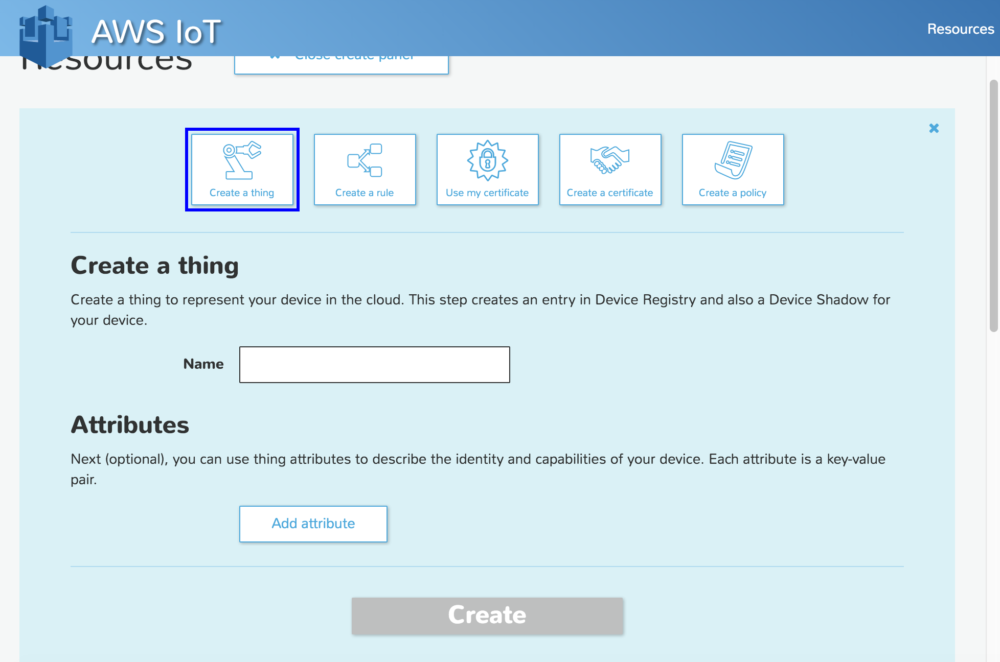 AWS IoT
Resources
Resources
Close create panel
Create a thing
Create a rule
Use my certificate
Create a certificate
Create a policy
Create a thing
Create a thing to represent your device in the cloud. This step creates an entry in Device Registry and also a Device Shadow for
your device.
Name
Attributes
Next (optional), you can use thing attributes to describe the identity and capabilities of your device. Each attribute is a key-value
pair.
Add attribute
Create